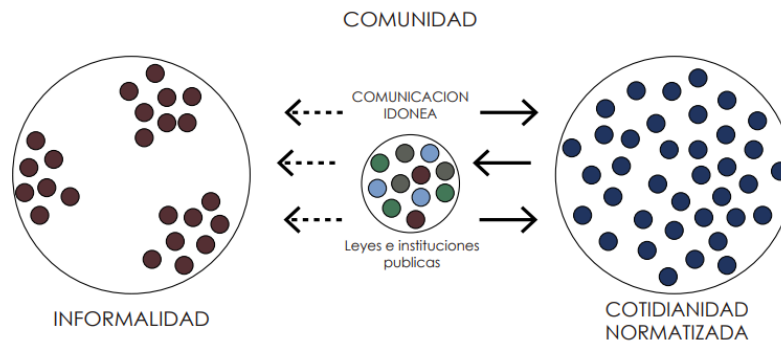 COMUNIDAD
COMUNICACION
IDONEA
Leyes e instituciones
publicas
INFORMALIDAD
COTIDIANIDAD
NORMATIZADA